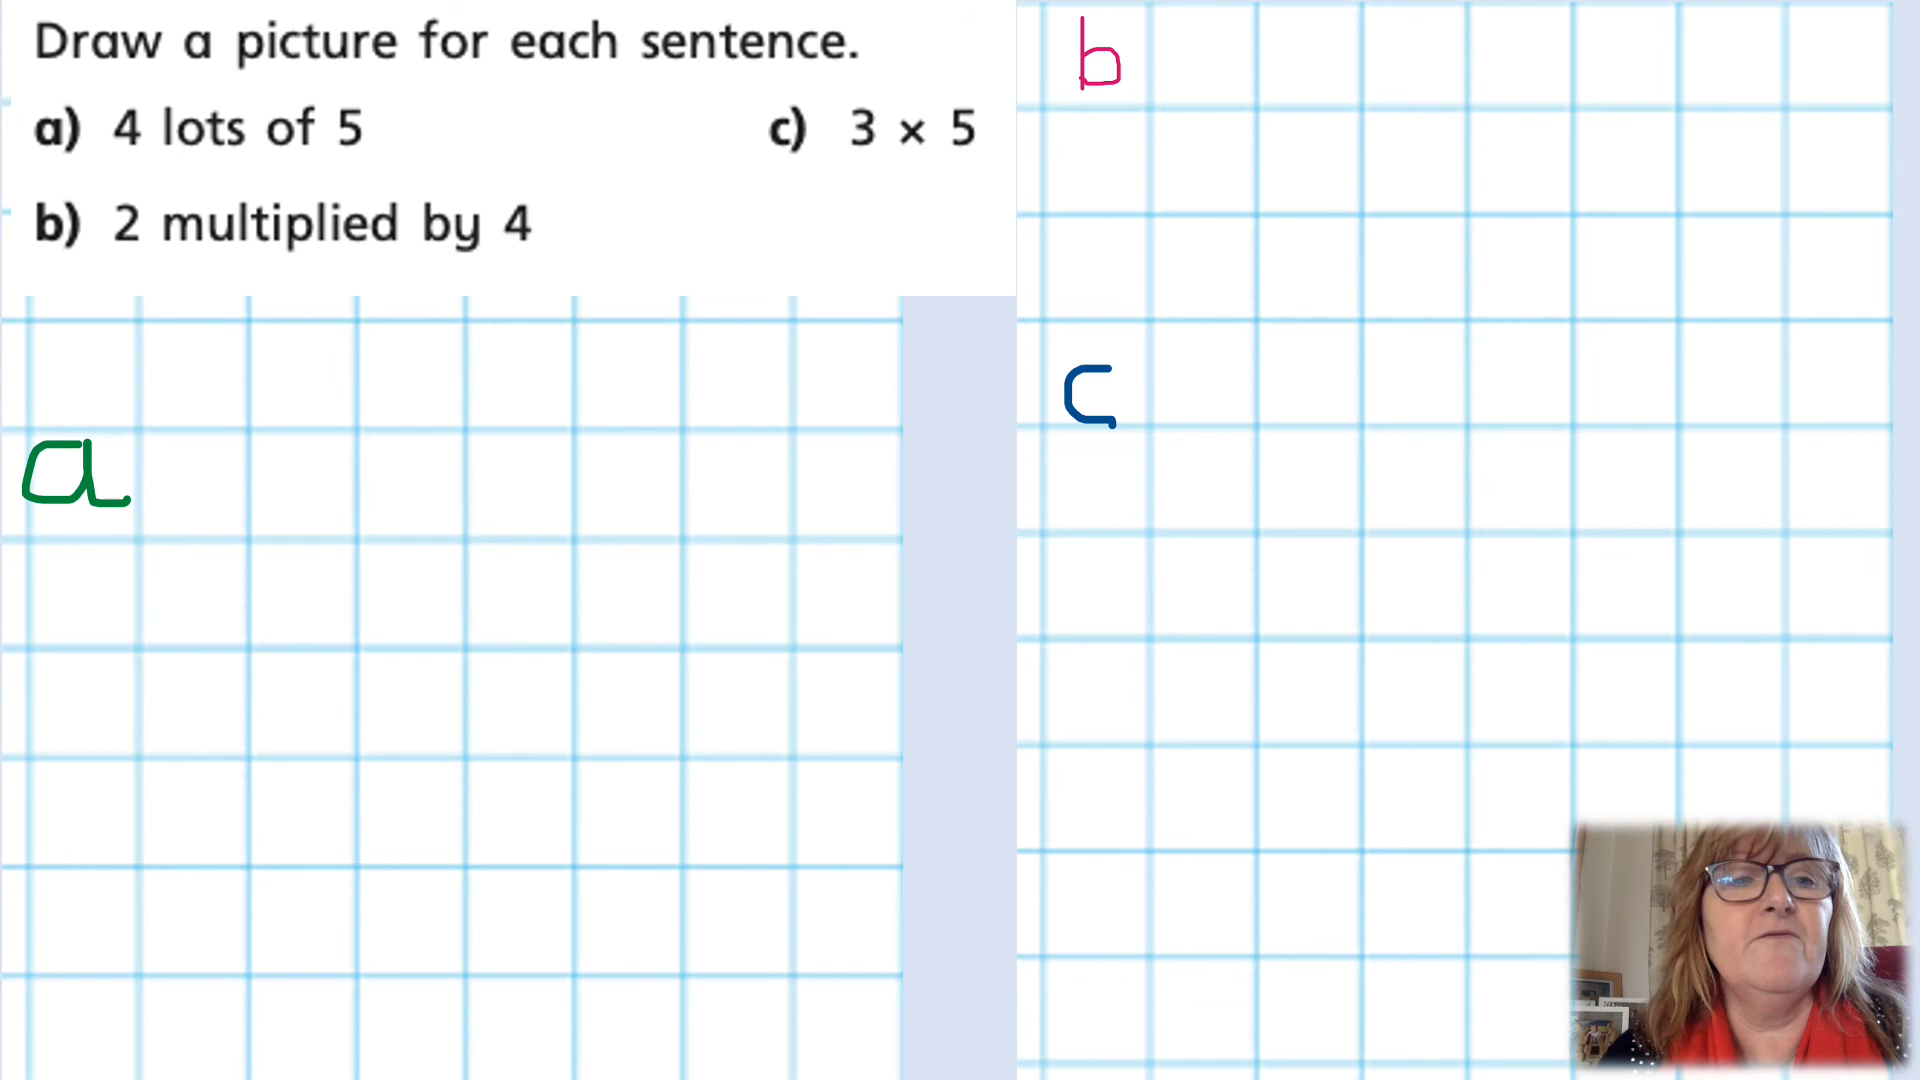 Draw a picture for each sentence.
a) 4 lots of 5
c) 3 × 5
b) 2 multiplied by 4
a
b
c